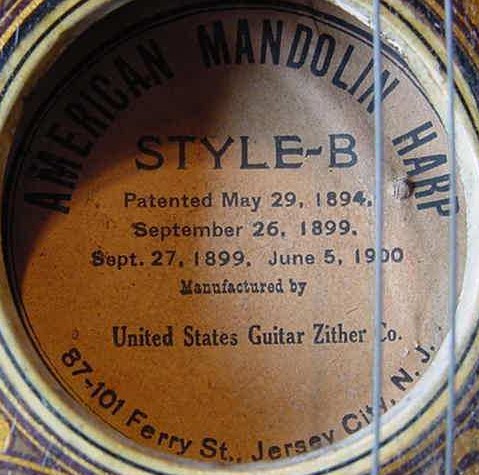 AMERICAN MANDOLIN HARP
STYLE-B
Patented May 29, 1894.
September 26, 1899.
Sept. 27, 1899. June 5, 1900
Manufactured by
United States Guitar Zither Co.
87-101 Ferry St., Jersey City, N. J.